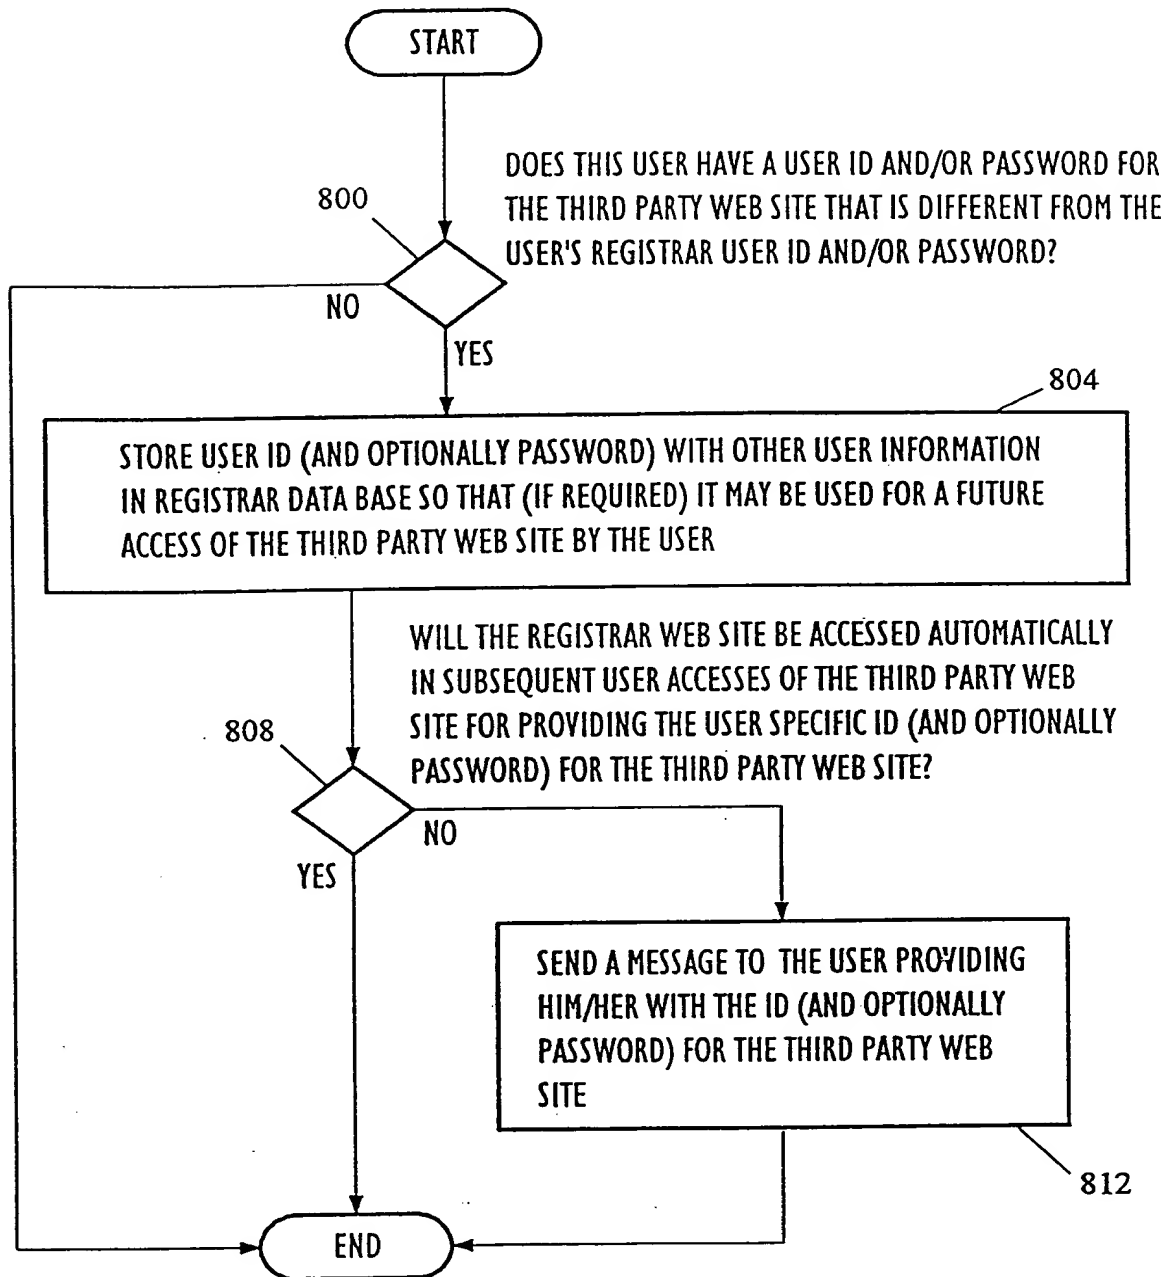 START
800
DOES THIS USER HAVE A USER ID AND/OR PASSWORD FOR
THE THIRD PARTY WEB SITE THAT IS DIFFERENT FROM THE
USER'S REGISTRAR USER ID AND/OR PASSWORD?
NO
YES
804
STORE USER ID (AND OPTIONALLY PASSWORD) WITH OTHER USER INFORMATION
IN REGISTRAR DATA BASE SO THAT (IF REQUIRED) IT MAY BE USED FOR A FUTURE
ACCESS OF THE THIRD PARTY WEB SITE BY THE USER
WILL THE REGISTRAR WEB SITE BE ACCESSED AUTOMATICALLY
IN SUBSEQUENT USER ACCESSES OF THE THIRD PARTY WEB
SITE FOR PROVIDING THE USER SPECIFIC ID (AND OPTIONALLY
PASSWORD) FOR THE THIRD PARTY WEB SITE?
808
NO
YES
SEND A MESSAGE TO THE USER PROVIDING
HIM/HER WITH THE ID (AND OPTIONALLY
PASSWORD) FOR THE THIRD PARTY WEB
SITE
812
END